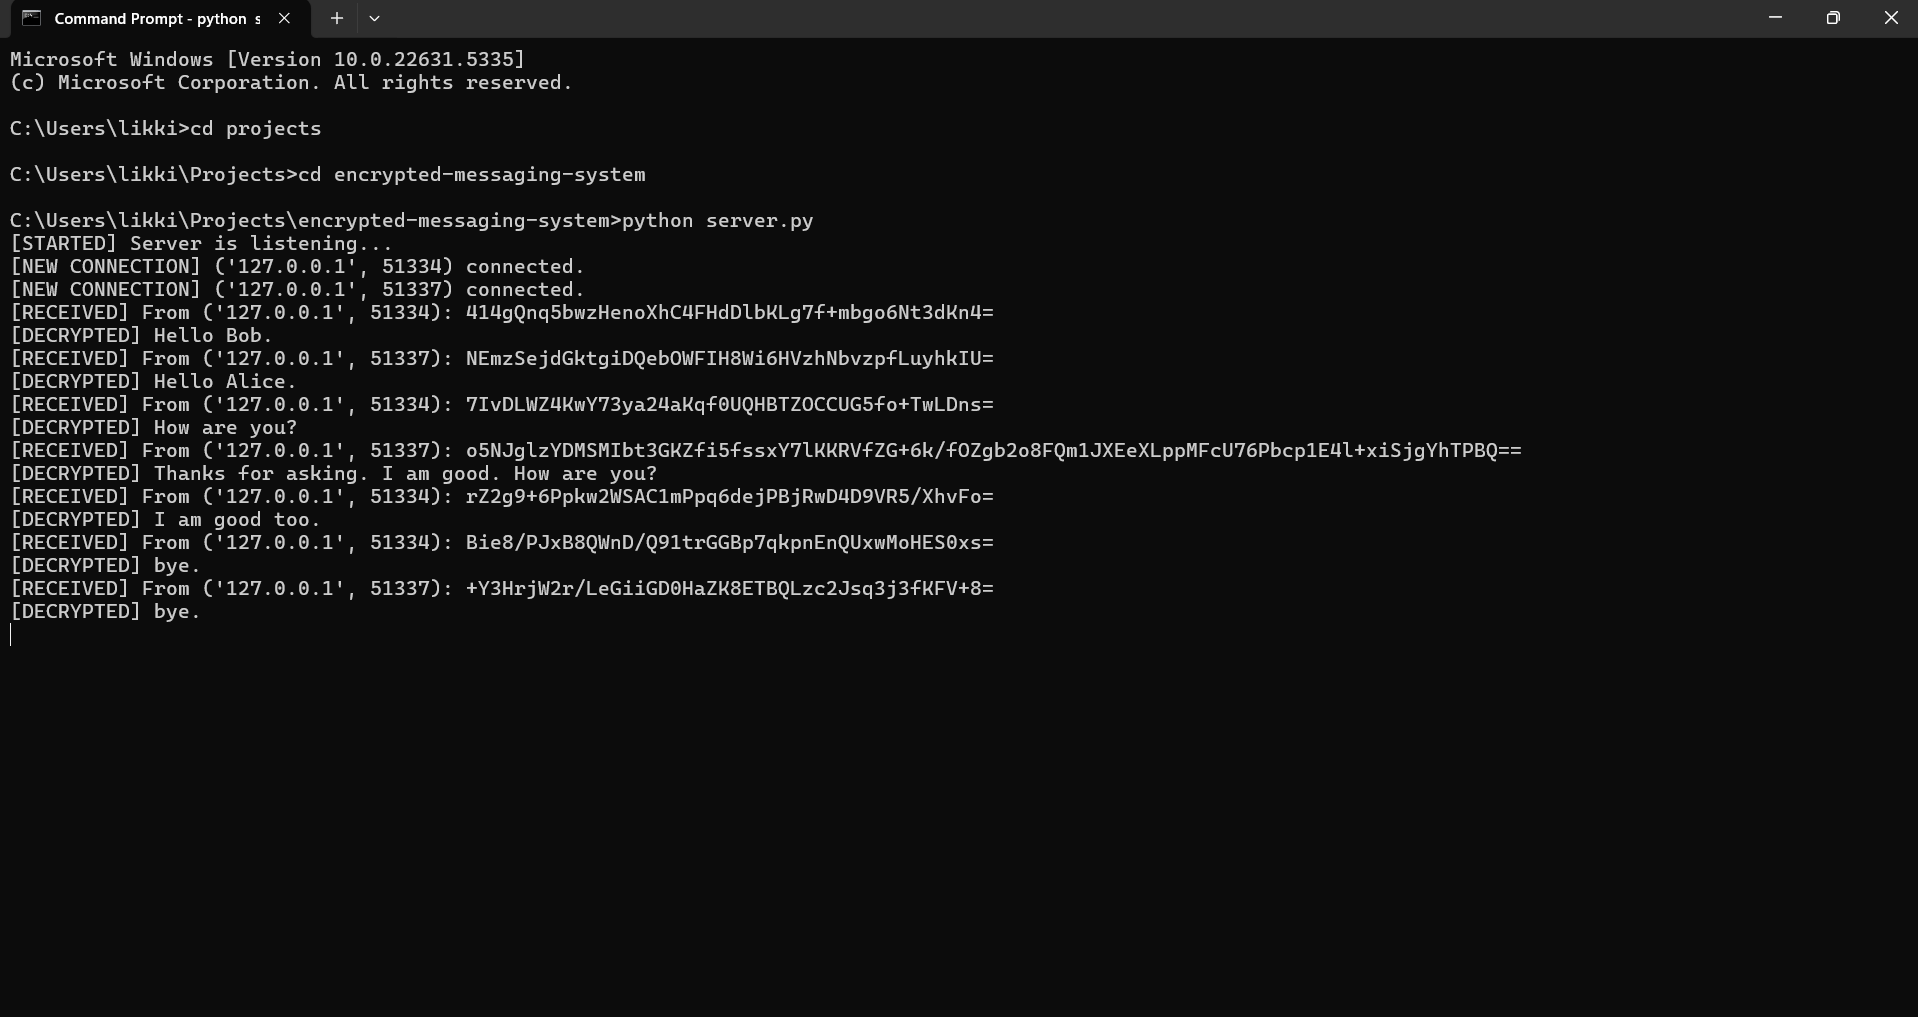 Command Prompt - python s
Microsoft Windows [Version 10.0.22631.5335]
(c) Microsoft Corporation. All rights reserved.
C:\Users\likki>cd projects
C:\Users\likki\Projects>cd encrypted-messaging-system
C:\Users\likki\Projects\encrypted-messaging-system>python server.py
[STARTED] Server is listening...
[NEW CONNECTION] ('127.0.0.1', 51334) connected.
[NEW CONNECTION] ('127.0.0.1', 51337) connected.
[RECEIVED] From ('127.0.0.1', 51334): 414gQnq5bwzHenoXhC4FHdDlbKLg7f+mbgo6Nt3dKn4=
[DECRYPTED] Hello Bob.
[RECEIVED] From ('127.0.0.1', 51337): NEmzSejdGktgiDQebOWFIH8Wi6HVzhNbvzpfLuyhkIU=
[DECRYPTED] Hello Alice.
[RECEIVED] From ('127.0.0.1', 51334): 7IvDLWZ4KwY73ya24aKqf0UQHBTZOCCUG5fo+TwLDns=
[DECRYPTED] How are you?
[RECEIVED] From ('127.0.0.1', 51337): o5NJglzYDMSMIbt3GKZfi5fssxY7lKKRVfZG+6k/fOZgb2o8FQm1JXEeXLppMFcU76Pbcp1E4l+xiSjgYhTPBQ==
[DECRYPTED] Thanks for asking. I am good. How are you?
[RECEIVED] From ('127.0.0.1', 51334): rZ2g9+6Ppkw2WSAC1mPpq6dejPBjRwD4D9VR5/XhvFo=
[DECRYPTED] I am good too.
[RECEIVED] From ('127.0.0.1', 51334): Bie8/PJxB8QWnD/Q91trGGBp7qkpnEnQUxwMoHES0xs=
[DECRYPTED] bye.
[RECEIVED] From ('127.0.0.1', 51337): +Y3HrjW2r/LeGiiGD0HaZK8ETBQLzc2Jsq3j3fKFV+8=
[DECRYPTED] bye.